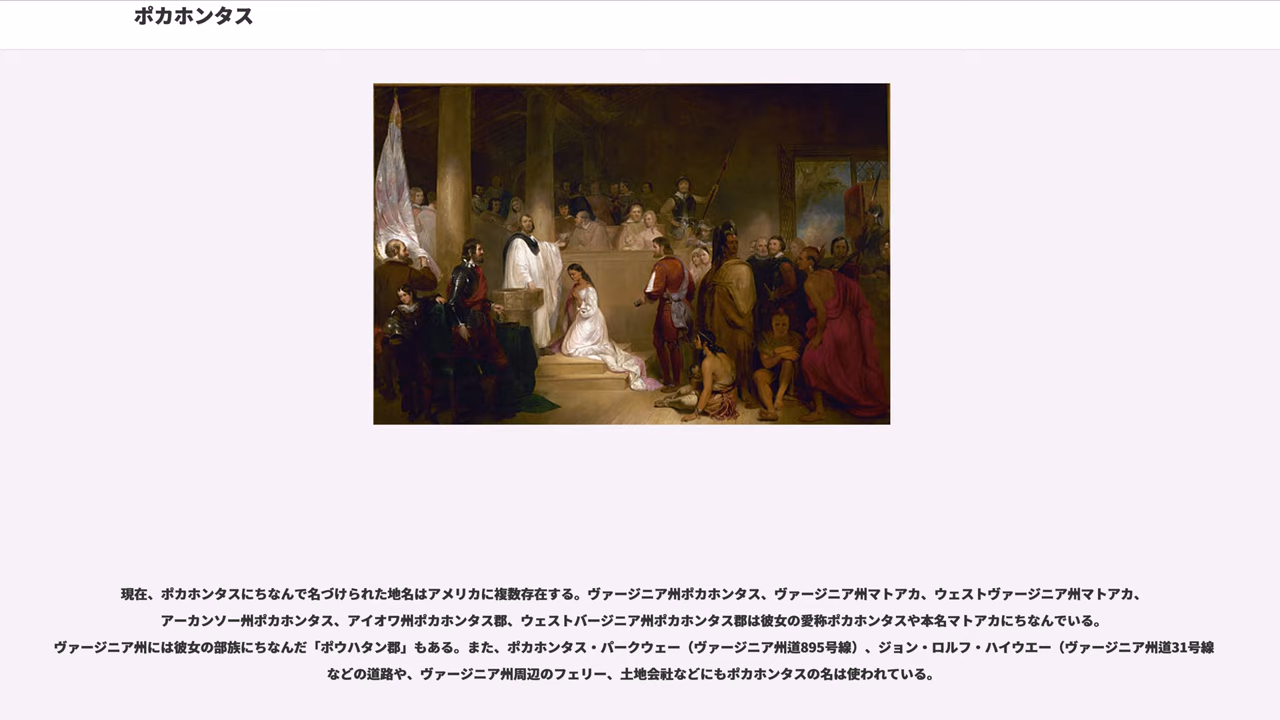 ポカホンタス
現在、ポカホンタスにちなんで名づけられた地名はアメリカに複数存在する。ヴァージニア州ポカホンタス、ヴァージニア州マトアカ、ウェストヴァージニア州マトアカ、
アーカンソー州ポカホンタス、アイオワ州ポカホンタス郡、ウェストバージニア州ポカホンタス郡は彼女の愛称ポカホンタスや本名マトアカにちなんでいる。
ヴァージニア州には彼女の部族にちなんだ「ポウハタン郡」もある。また、ポカホンタス・パークウェー（ヴァージニア州道895号線）、ジョン・ロルフ・ハイウエー（ヴァージニア州道31号線
などの道路や、ヴァージニア州周辺のフェリー、土地会社などにもポカホンタスの名は使われている。